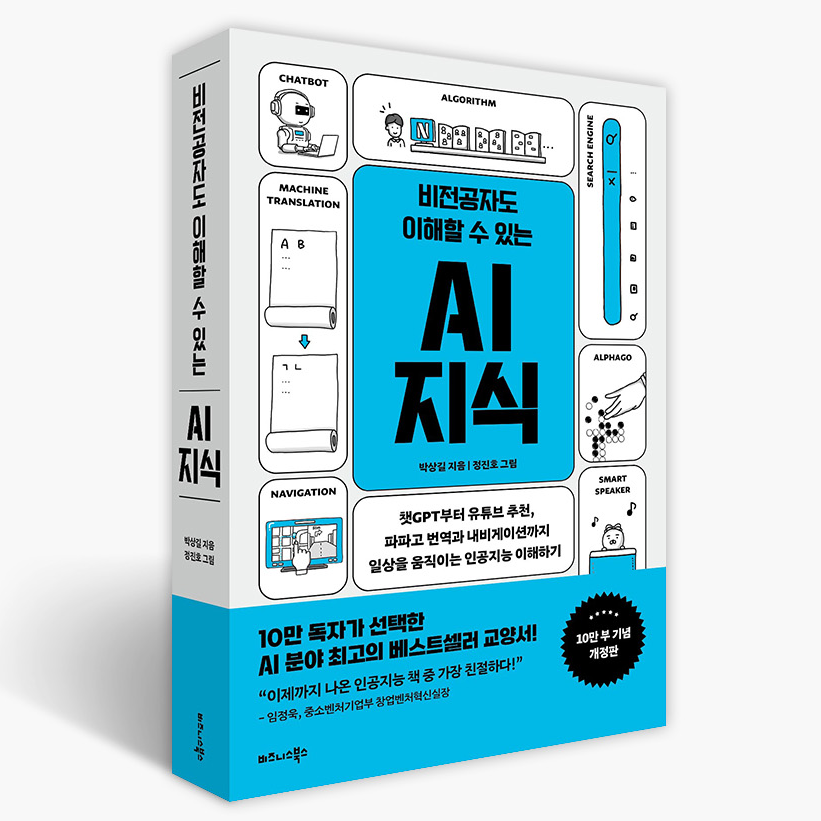 비전공자도 이해할 수 있는
AI
지식
박상길 지음
정진호 그림
비즈니스북스
CHATBOT
ALGORITHM
N
SEARCH ENGINE
MACHINE
TRANSLATION
A B
ㄱ ㄴ
비전공자도
이해할 수 있는
AI
지식
박상길 지음 | 정진호 그림
ALPHAGO
NAVIGATION
SMART
SPEAKER
챗GPT부터 유튜브 추천,
파파고 번역과 내비게이션까지
일상을 움직이는 인공지능 이해하기
10만 독자가 선택한
AI 분야 최고의 베스트셀러 교양서!
“이제까지 나온 인공지능 책 중 가장 친절하다!”
– 임정욱, 중소벤처기업부 창업벤처혁신실장
10만 부 기념
개정판
비즈니스북스